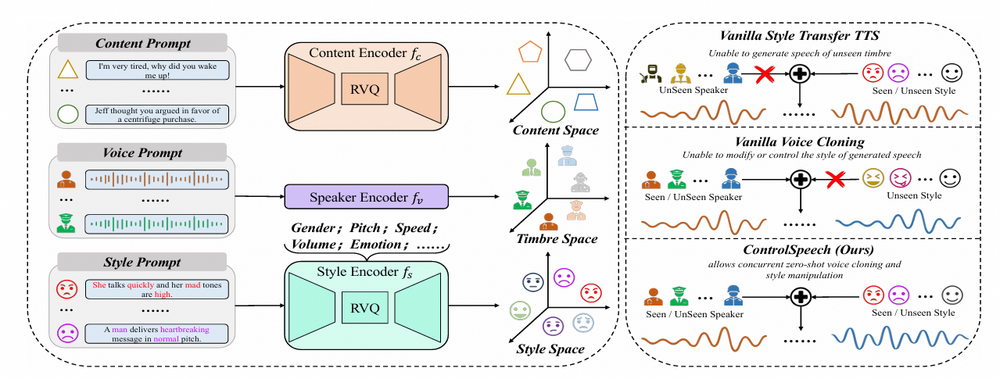 Content Prompt
I'm very tired, why did you wake
me up!
...
......
Jeff thought you argued in favor of
a centrifuge purchase.
Content Encoder fc
RVQ
Content Space
Voice Prompt
...
......
Speaker Encoder fv
Timbre Space
Style Prompt
She talks quickly and her mad tones
are high.
...
......
A man delivers heartbreaking
message in normal pitch.
Gender; Pitch; Speed;
Volume; Emotion; ......
Style Encoder fs
RVQ
Style Space
Vanilla Style Transfer TTS
Unable to generate speech of unseen timbre
...
...
UnSeen Speaker
Seen / Unseen Style
......
Vanilla Voice Cloning
Unable to modify or control the style of generated speech
...
...
Seen / UnSeen Speaker
Unseen Style
......
ControlSpeech (Ours)
allows concurrent zero-shot voice cloning and
style manipulation
...
...
Seen / UnSeen Speaker
Seen / Unseen Style
......